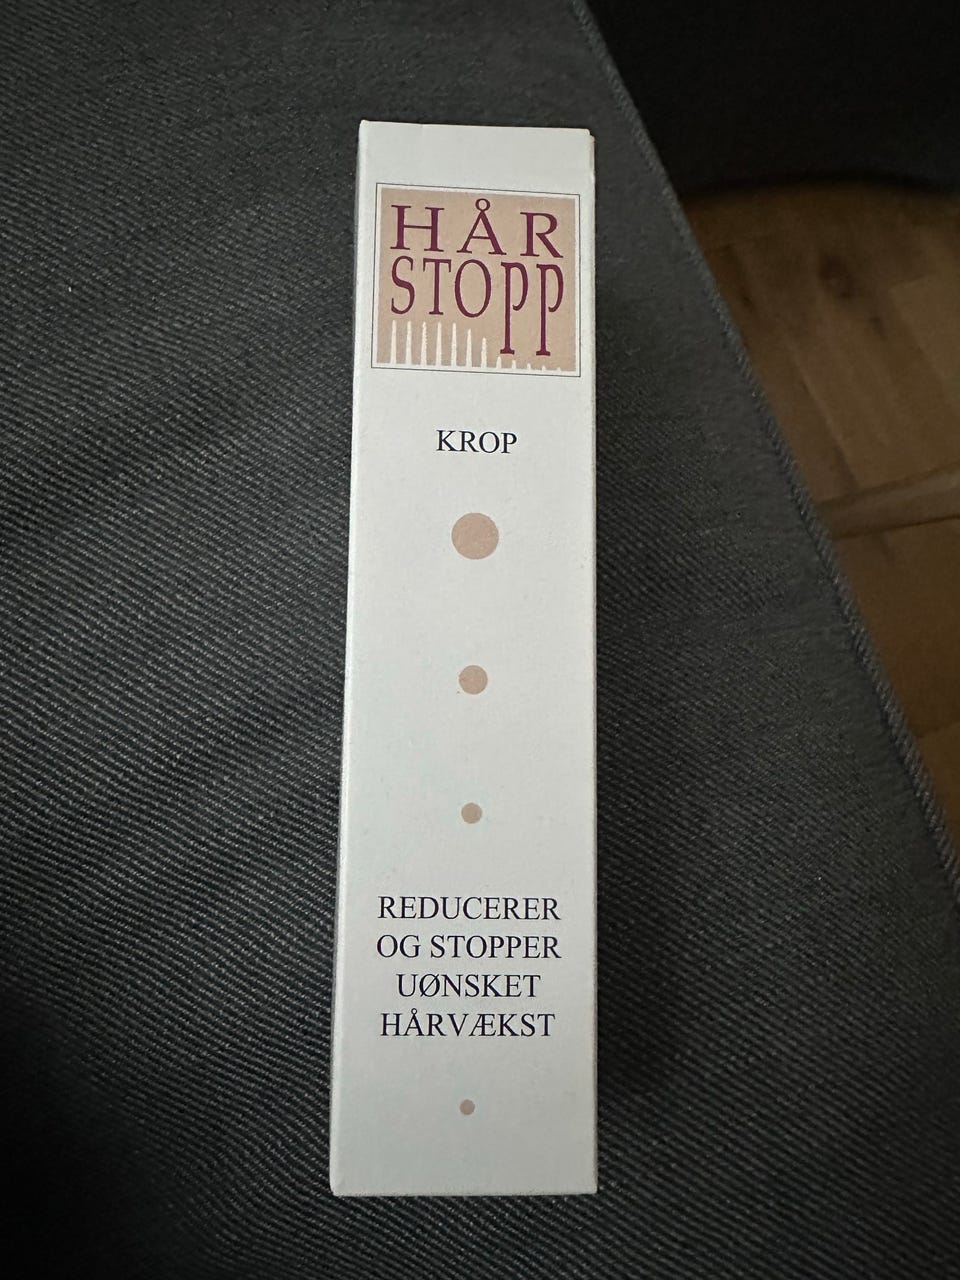 HÅR
STOPP
KROP
REDUCERER
OG STOPPER
UØNSKET
HÅRVÆKST